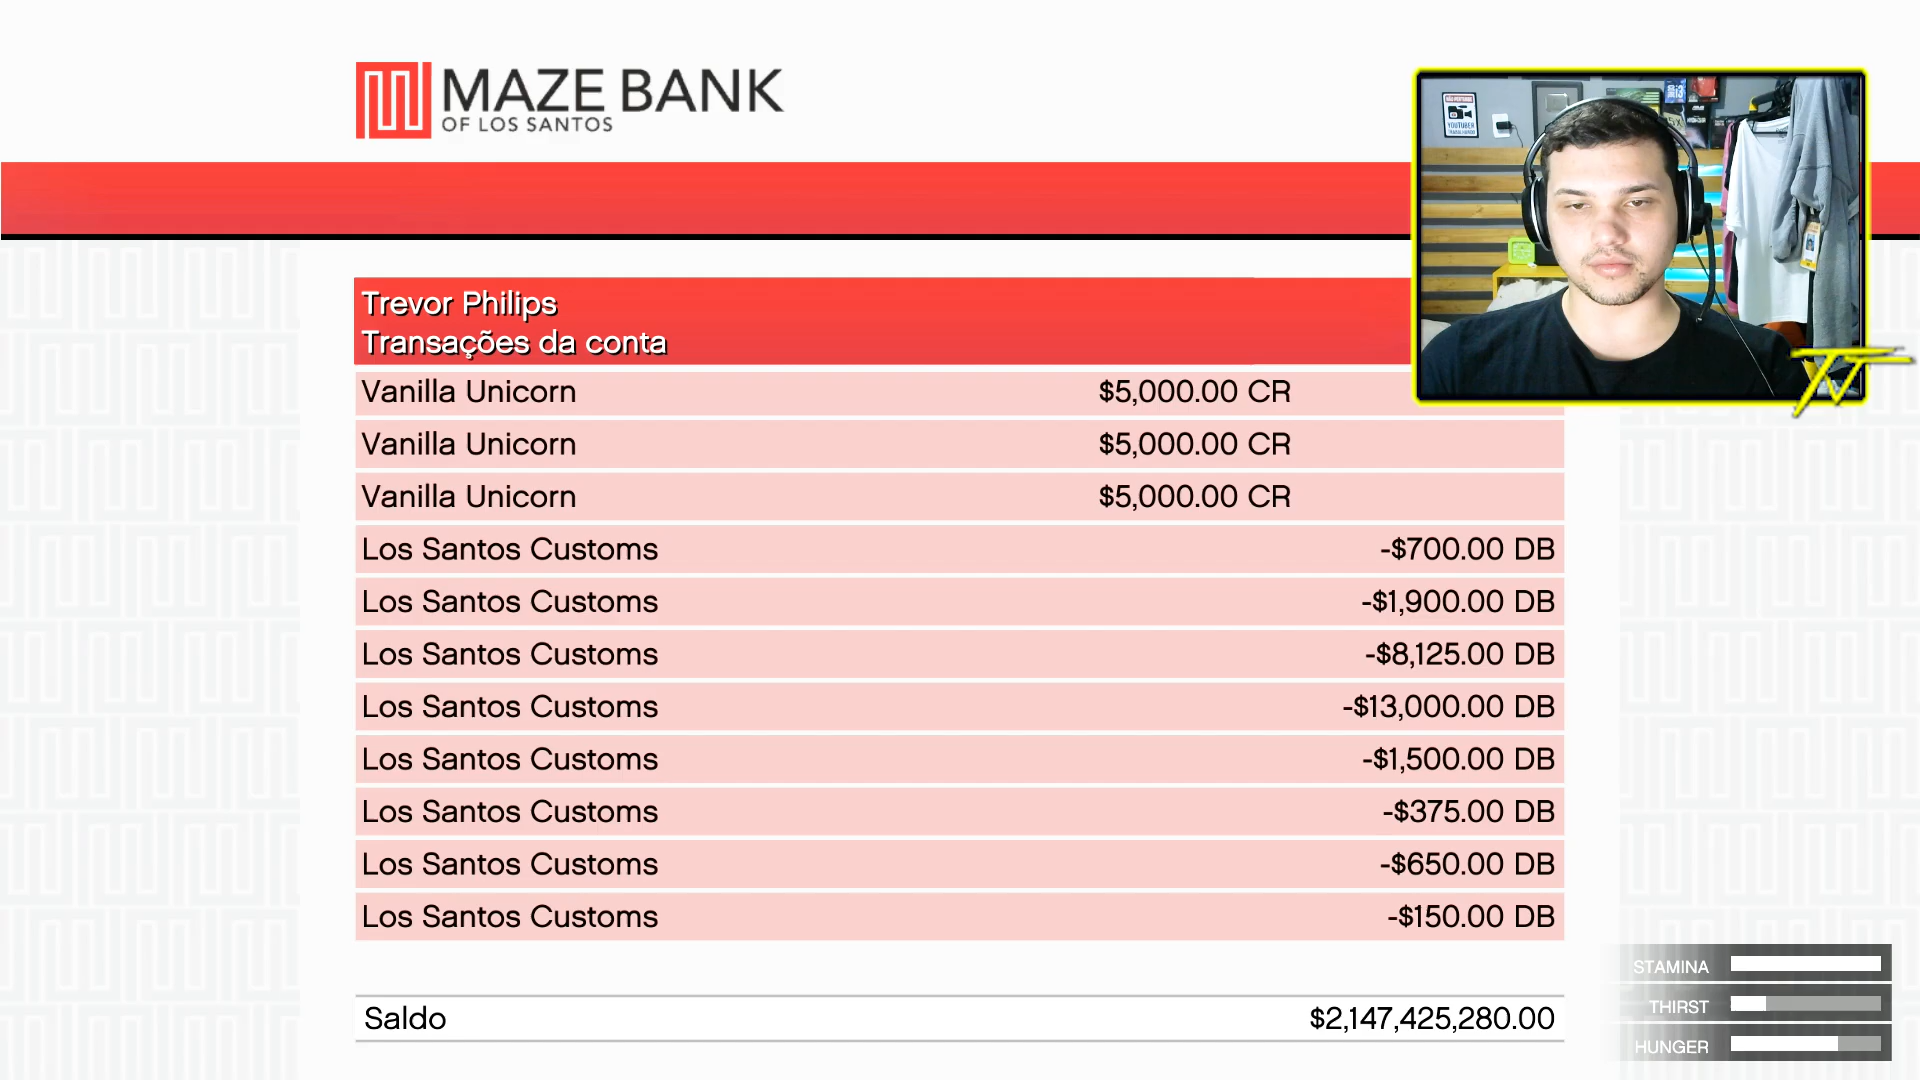 MAZE BANK
OF LOS SANTOS
Trevor Philips
Transações da conta
Vanilla Unicorn $5,000.00 CR
Vanilla Unicorn $5,000.00 CR
Vanilla Unicorn $5,000.00 CR
Los Santos Customs -$700.00 DB
Los Santos Customs -$1,900.00 DB
Los Santos Customs -$8,125.00 DB
Los Santos Customs -$13,000.00 DB
Los Santos Customs -$1,500.00 DB
Los Santos Customs -$375.00 DB
Los Santos Customs -$650.00 DB
Los Santos Customs -$150.00 DB
Saldo $2,147,425,280.00
YOUTUBER
TRABALHANDO
STAMINA
THIRST
HUNGER